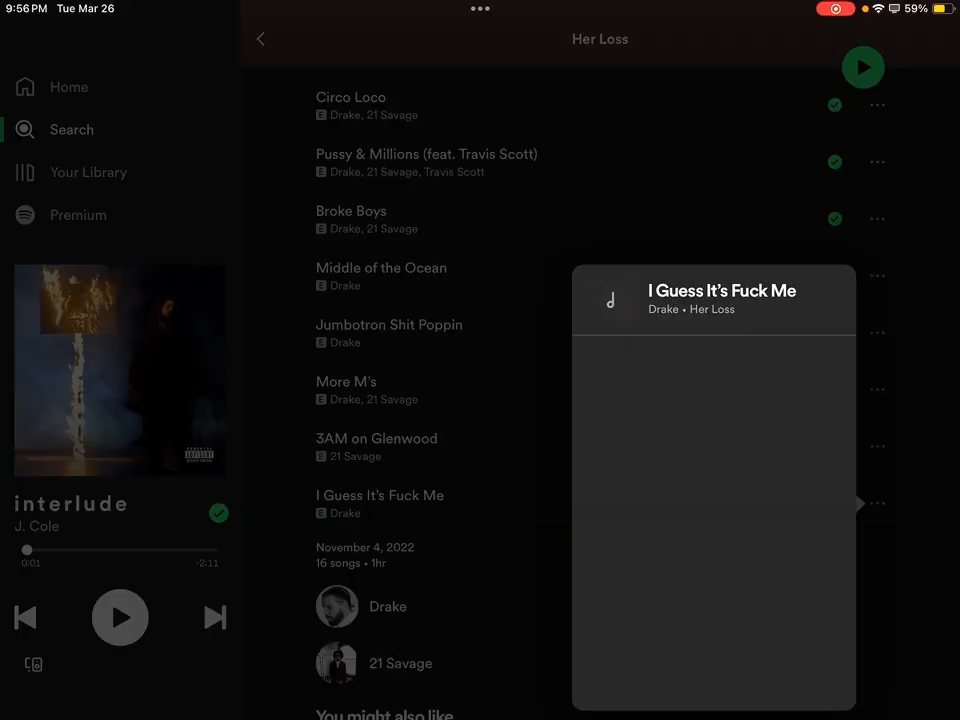 9:56 PM Tue Mar 26
59%
Her Loss
Home
Search
Your Library
Premium
interlude
J. Cole
0:01
-2:11
Circo Loco
E Drake, 21 Savage
Pussy & Millions (feat. Travis Scott)
E Drake, 21 Savage, Travis Scott
Broke Boys
E Drake, 21 Savage
Middle of the Ocean
E Drake
Jumbotron Shit Poppin
E Drake
More M's
E Drake, 21 Savage
3AM on Glenwood
E 21 Savage
I Guess It's Fuck Me
E Drake
November 4, 2022
16 songs • 1hr
Drake
21 Savage
You might also like
I Guess It's Fuck Me
Drake • Her Loss